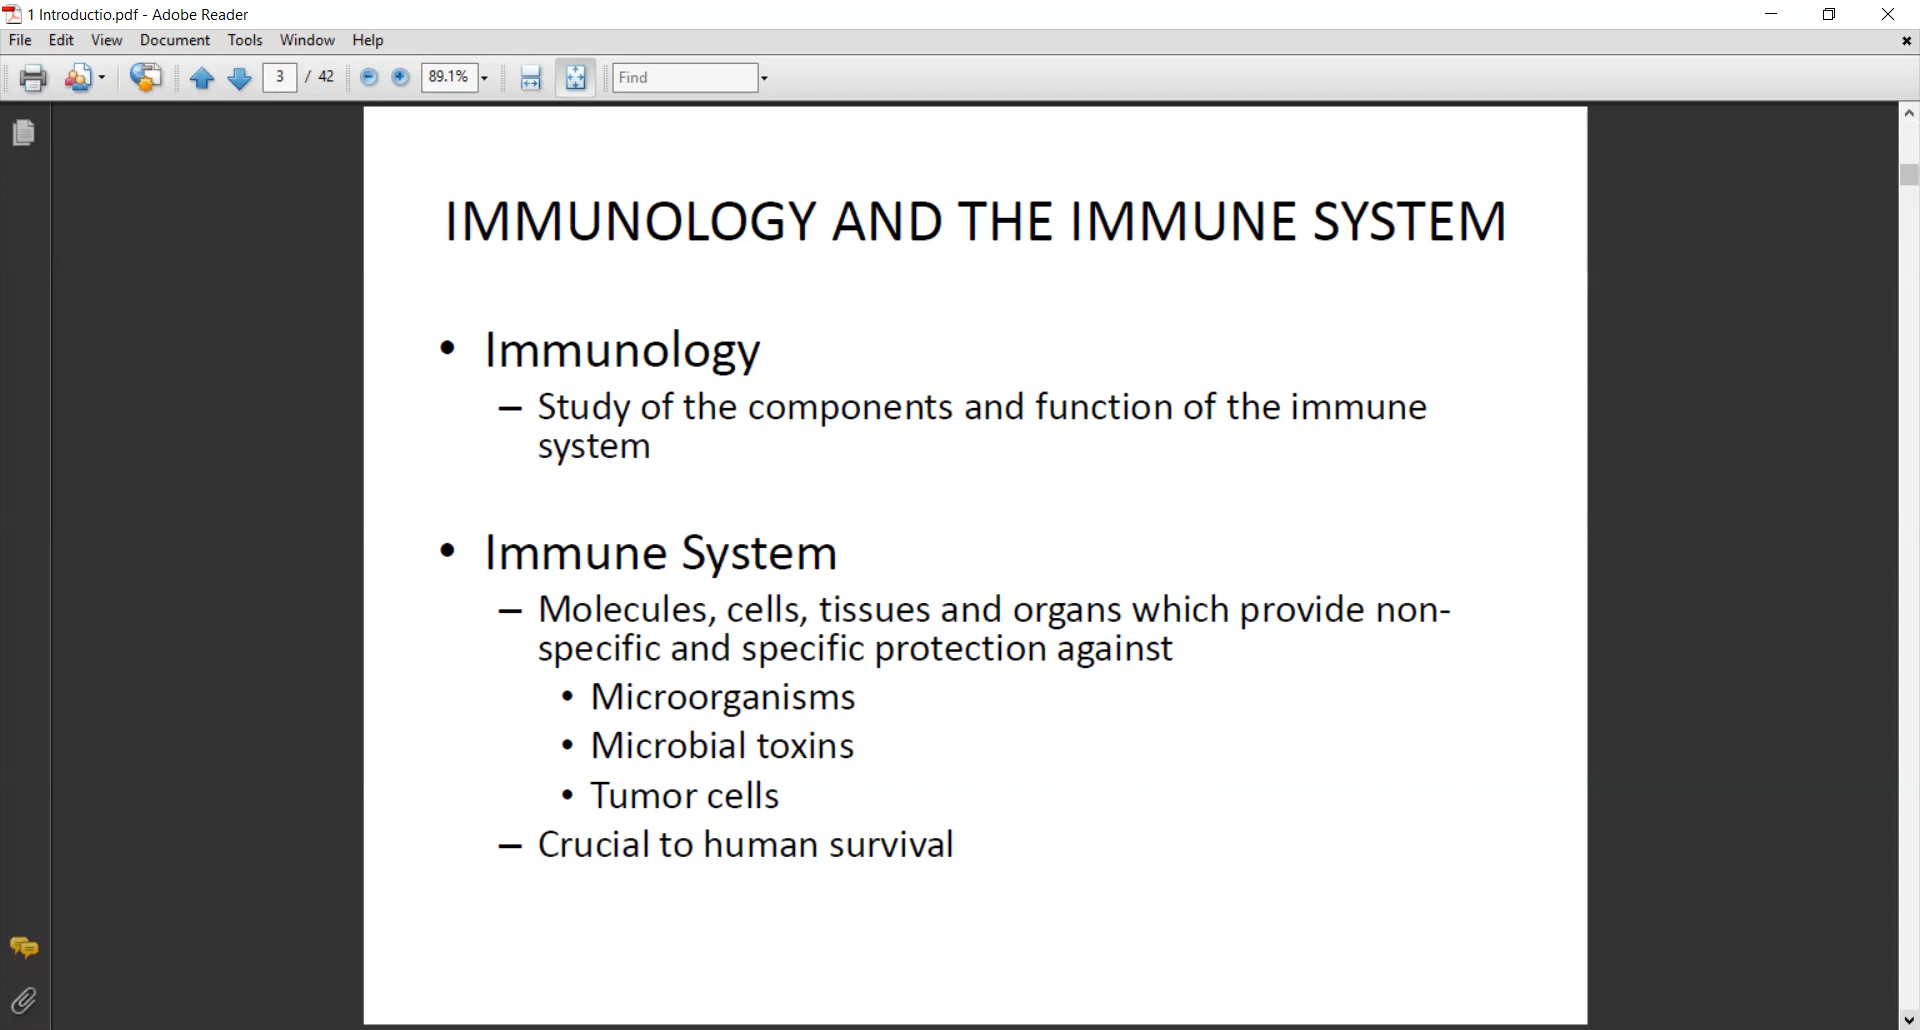 1 Introductio.pdf - Adobe Reader
File Edit View Document Tools Window Help
3 / 42 89.1% Find
IMMUNOLOGY AND THE IMMUNE SYSTEM
• Immunology
– Study of the components and function of the immune
system
• Immune System
– Molecules, cells, tissues and organs which provide non-
specific and specific protection against
• Microorganisms
• Microbial toxins
• Tumor cells
– Crucial to human survival